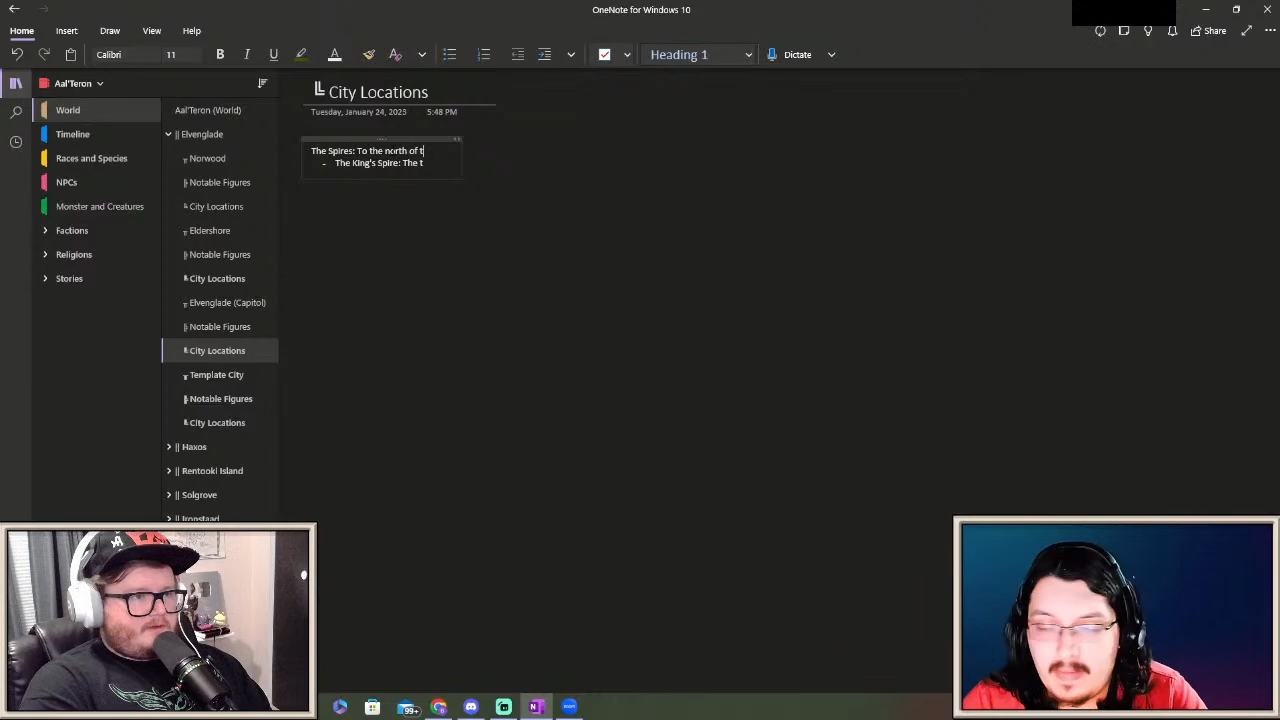 OneNote for Windows 10
Home Insert Draw View Help
Share
Calibri 11 B I U A Heading 1 Dictate
Aal'Teron
World
Timeline
Races and Species
NPCs
Monster and Creatures
Factions
Religions
Stories
Aal'Teron (World)
|| Elvenglade
╔ Norwood
╠ Notable Figures
╚ City Locations
╔ Eldershore
╠ Notable Figures
╚ City Locations
╔ Elvenglade (Capitol)
╠ Notable Figures
╚ City Locations
╔ Template City
╠ Notable Figures
╚ City Locations
|| Haxos
|| Rentooki Island
|| Solgrove
|| Ironstaad
╚ City Locations
Tuesday, January 24, 2023 5:48 PM
The Spires: To the north of t
- The King's Spire: The t
99+
zoom